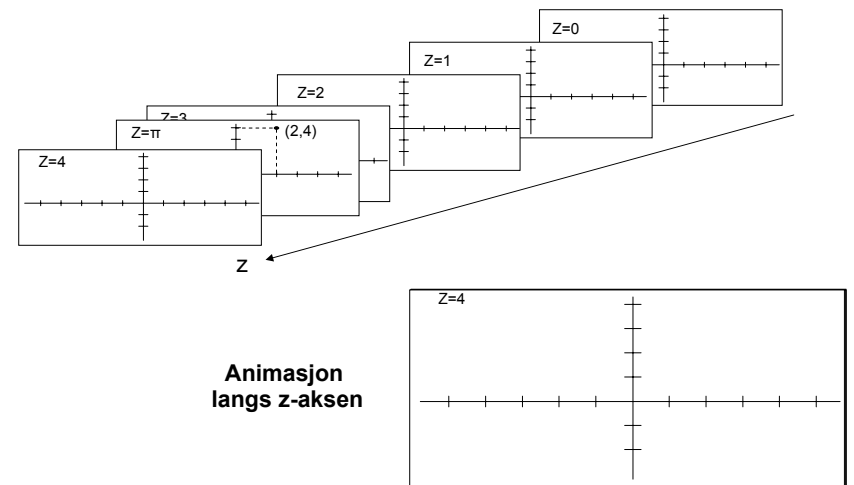 Z=0
Z=1
Z=2
Z=3
Z=π
(2,4)
Z=4
z
Z=4
Animasjon
langs z-aksen